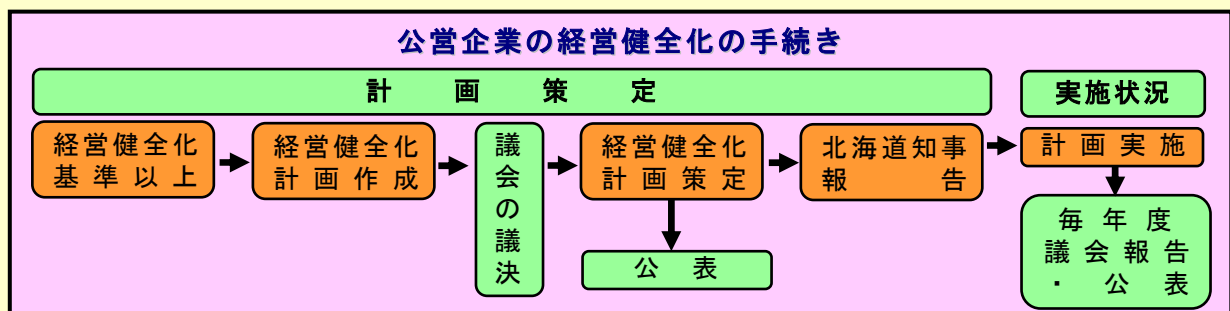 公営企業の経営健全化の手続き
計画策定
実施状況
経営健全化
基準以上
経営健全化
計画作成
議会の議決
経営健全化
計画策定
北海道知事
報告
計画実施
公表
毎年度
議会報告
・公表